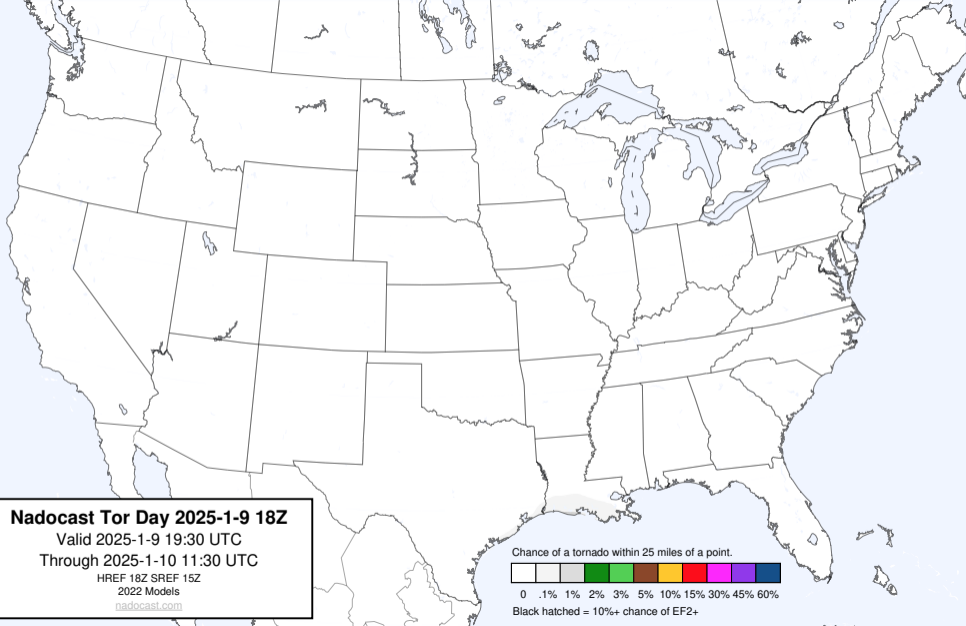 Nadocast Tor Day 2025-1-9 18Z
Valid 2025-1-9 19:30 UTC
Through 2025-1-10 11:30 UTC
HREF 18Z SREF 15Z
2022 Models
nadocast.com
Chance of a tornado within 25 miles of a point.
0 .1% 1% 2% 3% 5% 10% 15% 30% 45% 60%
Black hatched = 10%+ chance of EF2+